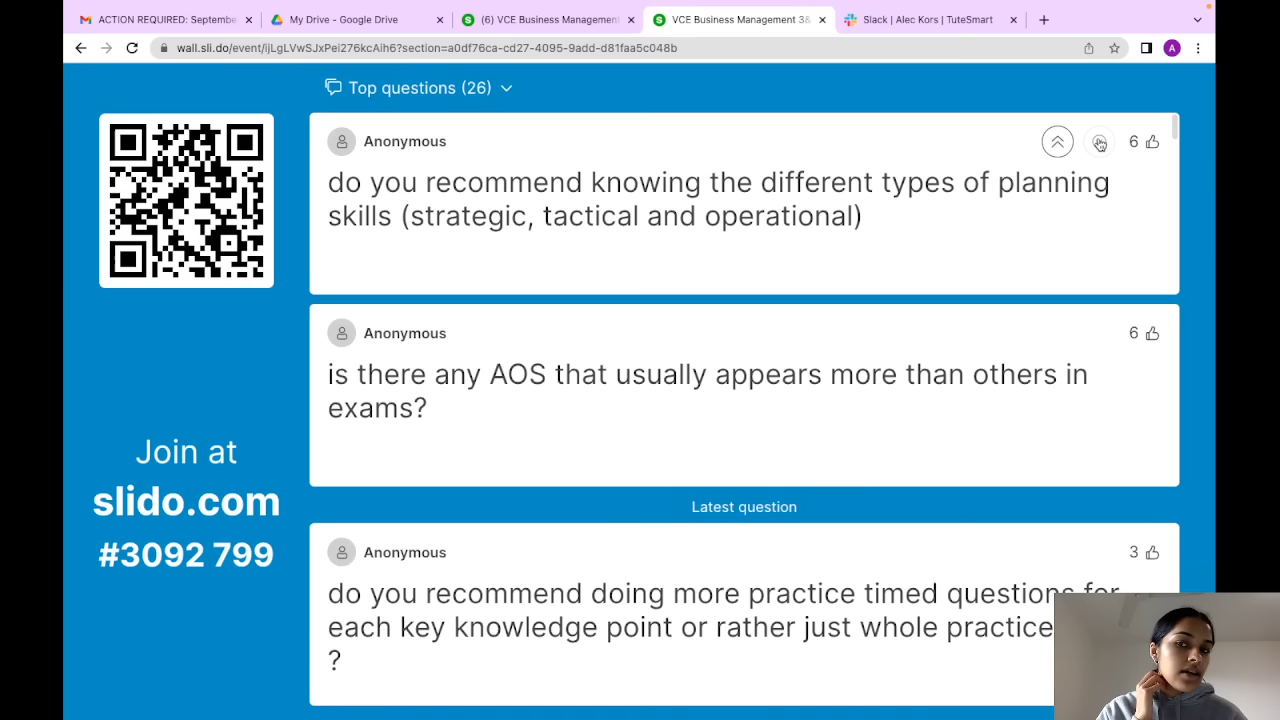 ACTION REQUIRED: Septembe
My Drive - Google Drive
(6) VCE Business Management
VCE Business Management 3&
Slack | Alec Kors | TuteSmart
wall.sli.do/event/ijLgLVwSJxPei276kcAih6?section=a0df76ca-cd27-4095-9add-d81faa5c048b
A
Top questions (26)
Anonymous
6
do you recommend knowing the different types of planning
skills (strategic, tactical and operational)
Anonymous
6
is there any AOS that usually appears more than others in
exams?
Join at
slido.com
#3092 799
Latest question
Anonymous
3
do you recommend doing more practice timed questions for
each key knowledge point or rather just whole practice
?